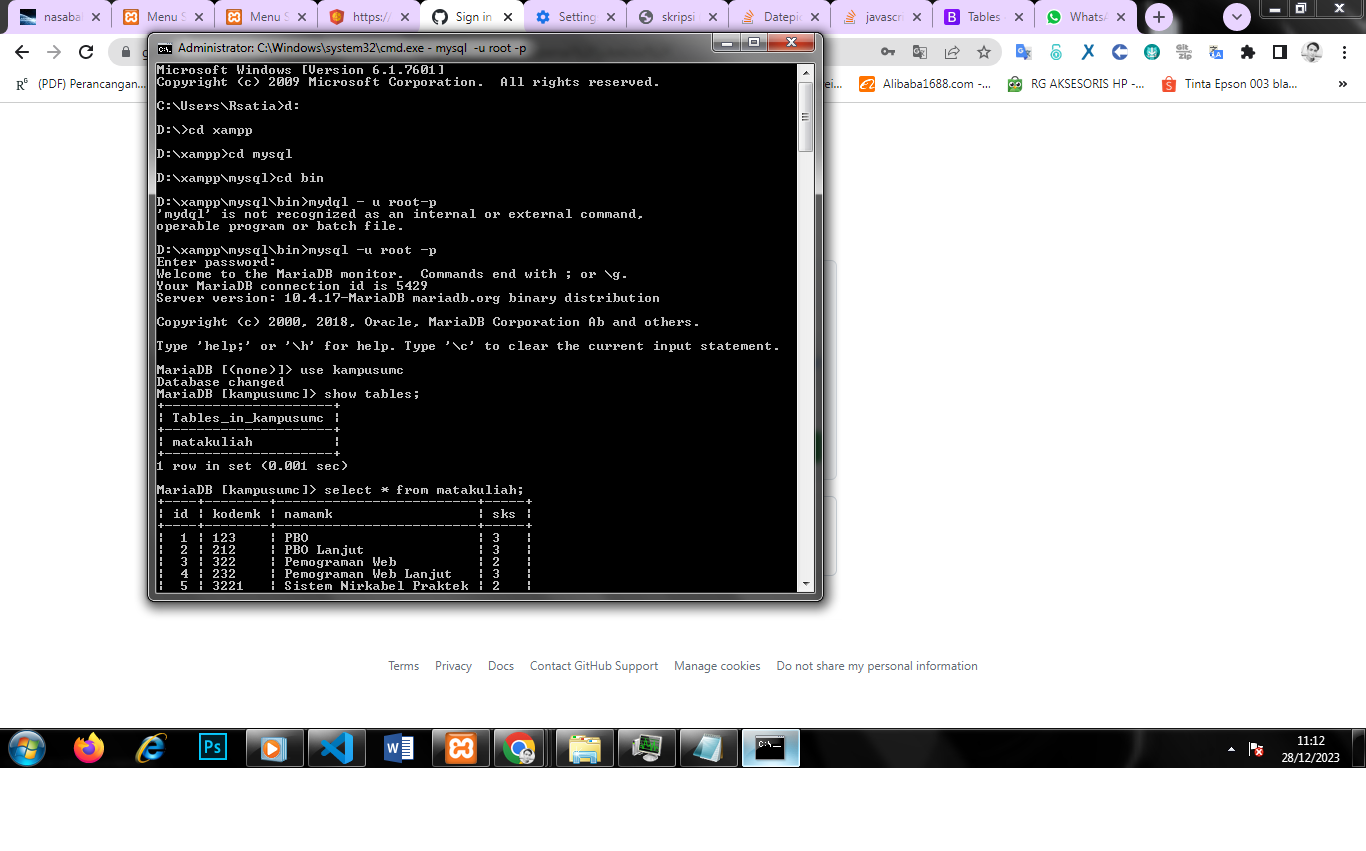 nasaba
Menu S
Menu S
https:/
Sign in
Setting
skripsi
Datepic
javascri
Tables
WhatsA
Administrator: C:\Windows\system32\cmd.exe - mysql -u root -p
(PDF) Perancangan...
ei...
Alibaba1688.com -...
RG AKSESORIS HP -...
Tinta Epson 003 bla...
Microsoft Windows [Version 6.1.7601]
Copyright (c) 2009 Microsoft Corporation.  All rights reserved.
C:\Users\Rsatia>d:
D:\>cd xampp
D:\xampp>cd mysql
D:\xampp\mysql>cd bin
D:\xampp\mysql\bin>mydql - u root-p
'mydql' is not recognized as an internal or external command,
operable program or batch file.
D:\xampp\mysql\bin>mysql -u root -p
Enter password:
Welcome to the MariaDB monitor.  Commands end with ; or \g.
Your MariaDB connection id is 5429
Server version: 10.4.17-MariaDB mariadb.org binary distribution
Copyright (c) 2000, 2018, Oracle, MariaDB Corporation Ab and others.
Type 'help;' or '\h' for help. Type '\c' to clear the current input statement.
MariaDB [(none)]> use kampusumc
Database changed
MariaDB [kampusumc]> show tables;
+---------------------+
| Tables_in_kampusumc |
+---------------------+
| matakuliah          |
+---------------------+
1 row in set (0.001 sec)
MariaDB [kampusumc]> select * from matakuliah;
+----+--------+-------------------------+-----+
| id | kodemk | namamk                  | sks |
+----+--------+-------------------------+-----+
|  1 | 123    | PBO                     | 3   |
|  2 | 212    | PBO Lanjut              | 3   |
|  3 | 322    | Pemograman Web          | 2   |
|  4 | 232    | Pemograman Web Lanjut   | 3   |
|  5 | 3221   | Sistem Nirkabel Praktek | 2   |
Terms Privacy Docs Contact GitHub Support Manage cookies Do not share my personal information
11:12
28/12/2023